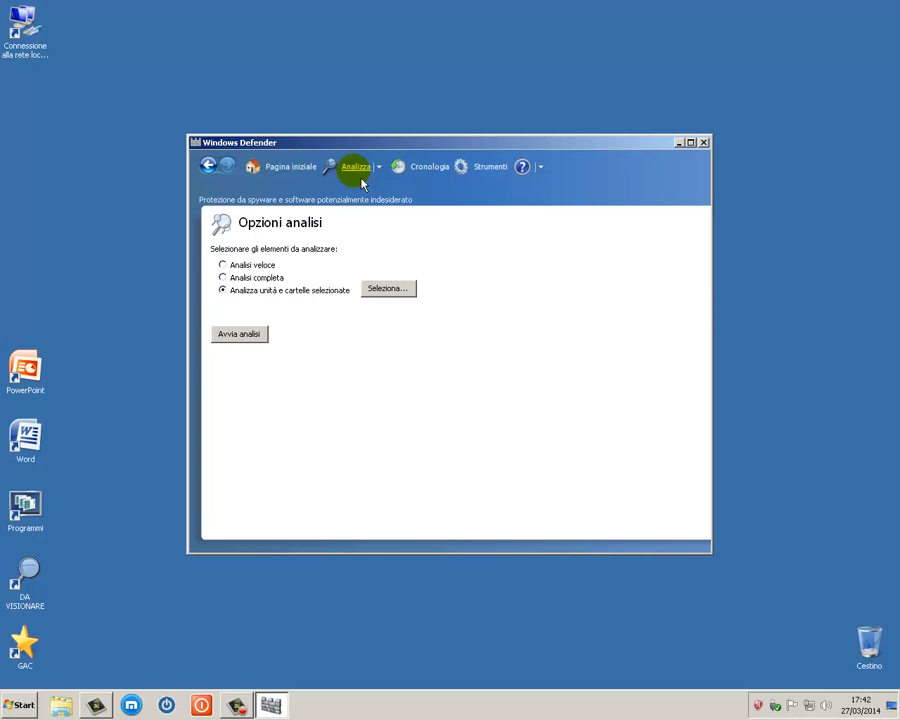 Connessione
alla rete loc...
Windows Defender
Pagina iniziale
Analizza
Cronologia
Strumenti
?
Protezione da spyware e software potenzialmente indesiderato
Opzioni analisi
Selezionare gli elementi da analizzare:
Analisi veloce
Analisi completa
Analizza unità e cartelle selezionate
Seleziona...
Avvia analisi
PowerPoint
Word
Programmi
DA
VISIONARE
GAC
Cestino
Start
17:42
27/03/2014